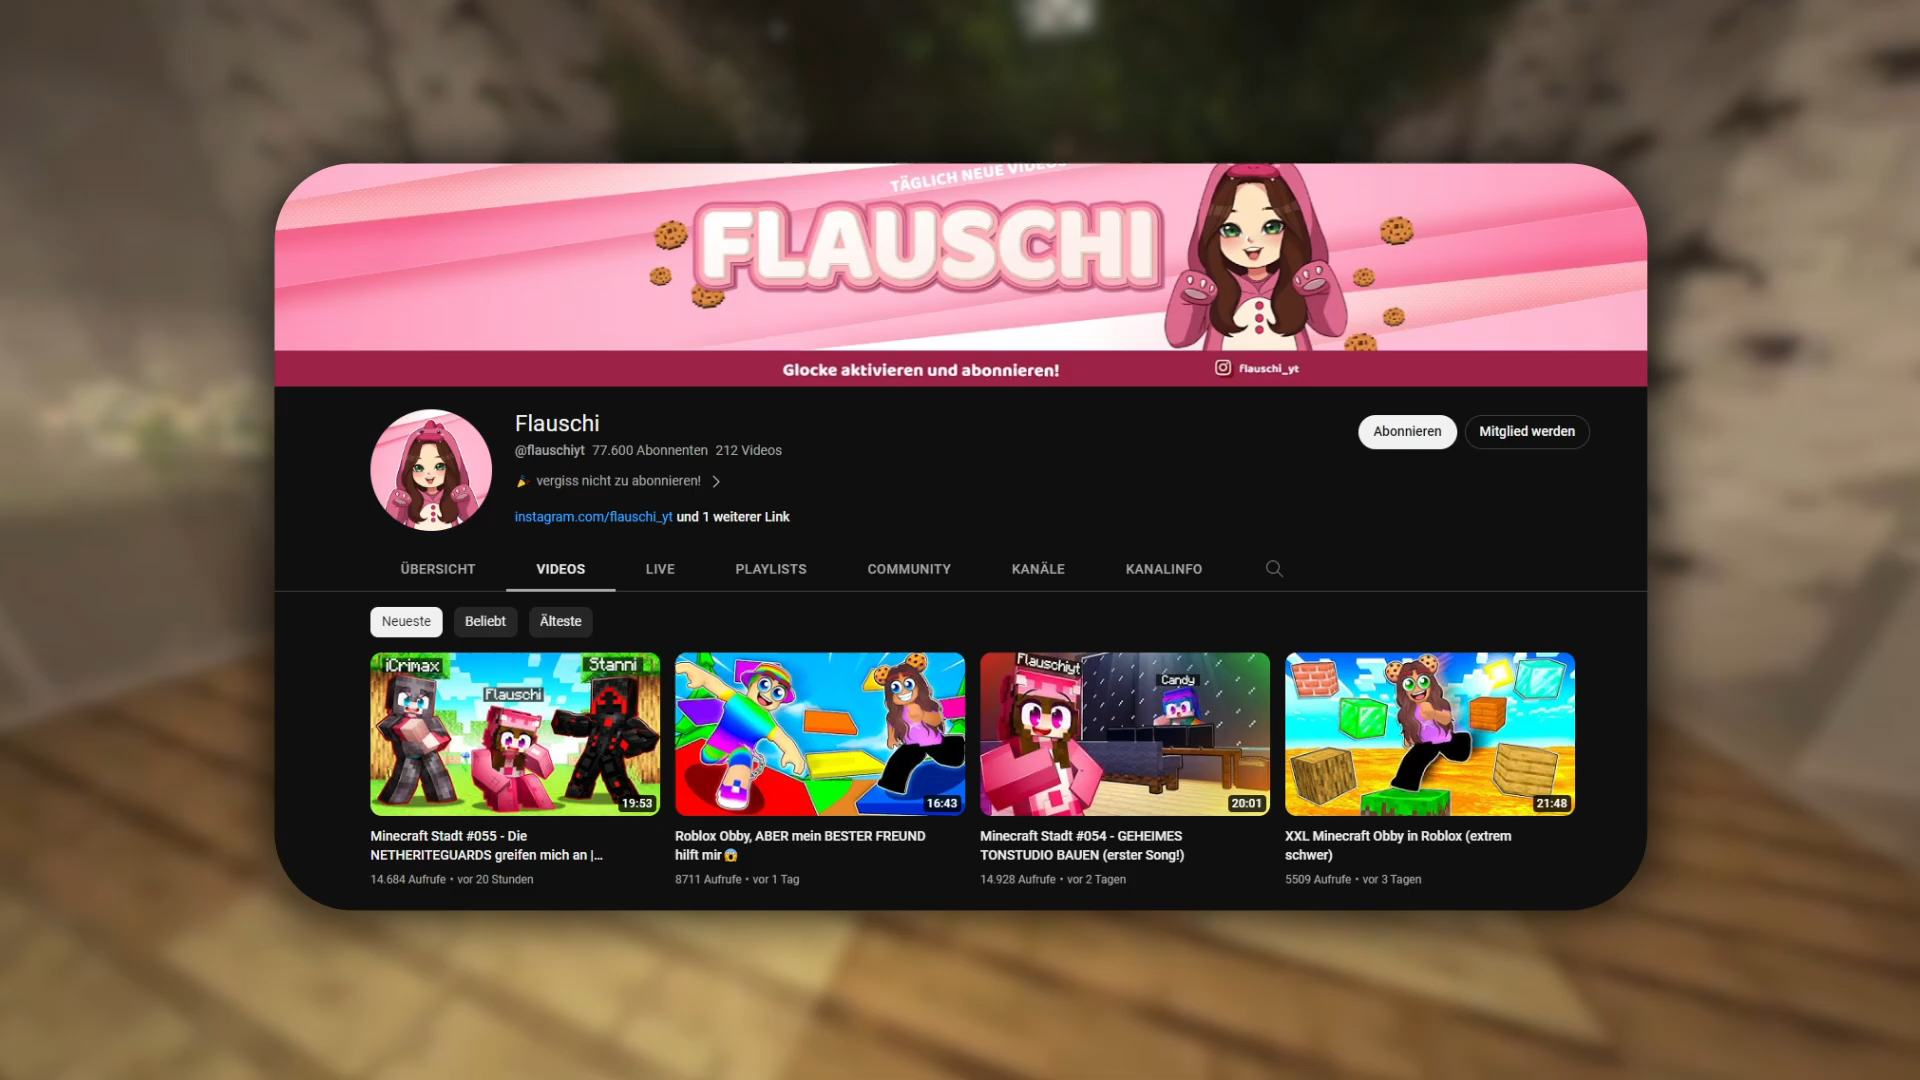 TÄGLICH NEUE VIDEOS
FLAUSCHI
Glocke aktivieren und abonnieren!
flauschi_yt
Flauschi
@flauschiyt 77.600 Abonnenten 212 Videos
🎉 vergiss nicht zu abonnieren!
instagram.com/flauschi_yt und 1 weiterer Link
Abonnieren
Mitglied werden
ÜBERSICHT
VIDEOS
LIVE
PLAYLISTS
COMMUNITY
KANÄLE
KANALINFO
Neueste
Beliebt
Älteste
iCrimax
Flauschi
Stanni
19:53
Minecraft Stadt #055 - Die
NETHERITEGUARDS greifen mich an |...
14.684 Aufrufe • vor 20 Stunden
16:43
Roblox Obby, ABER mein BESTER FREUND
hilft mir 😱
8711 Aufrufe • vor 1 Tag
Flauschiyt
Candy
20:01
Minecraft Stadt #054 - GEHEIMES
TONSTUDIO BAUEN (erster Song!)
14.928 Aufrufe • vor 2 Tagen
21:48
XXL Minecraft Obby in Roblox (extrem
schwer)
5509 Aufrufe • vor 3 Tagen